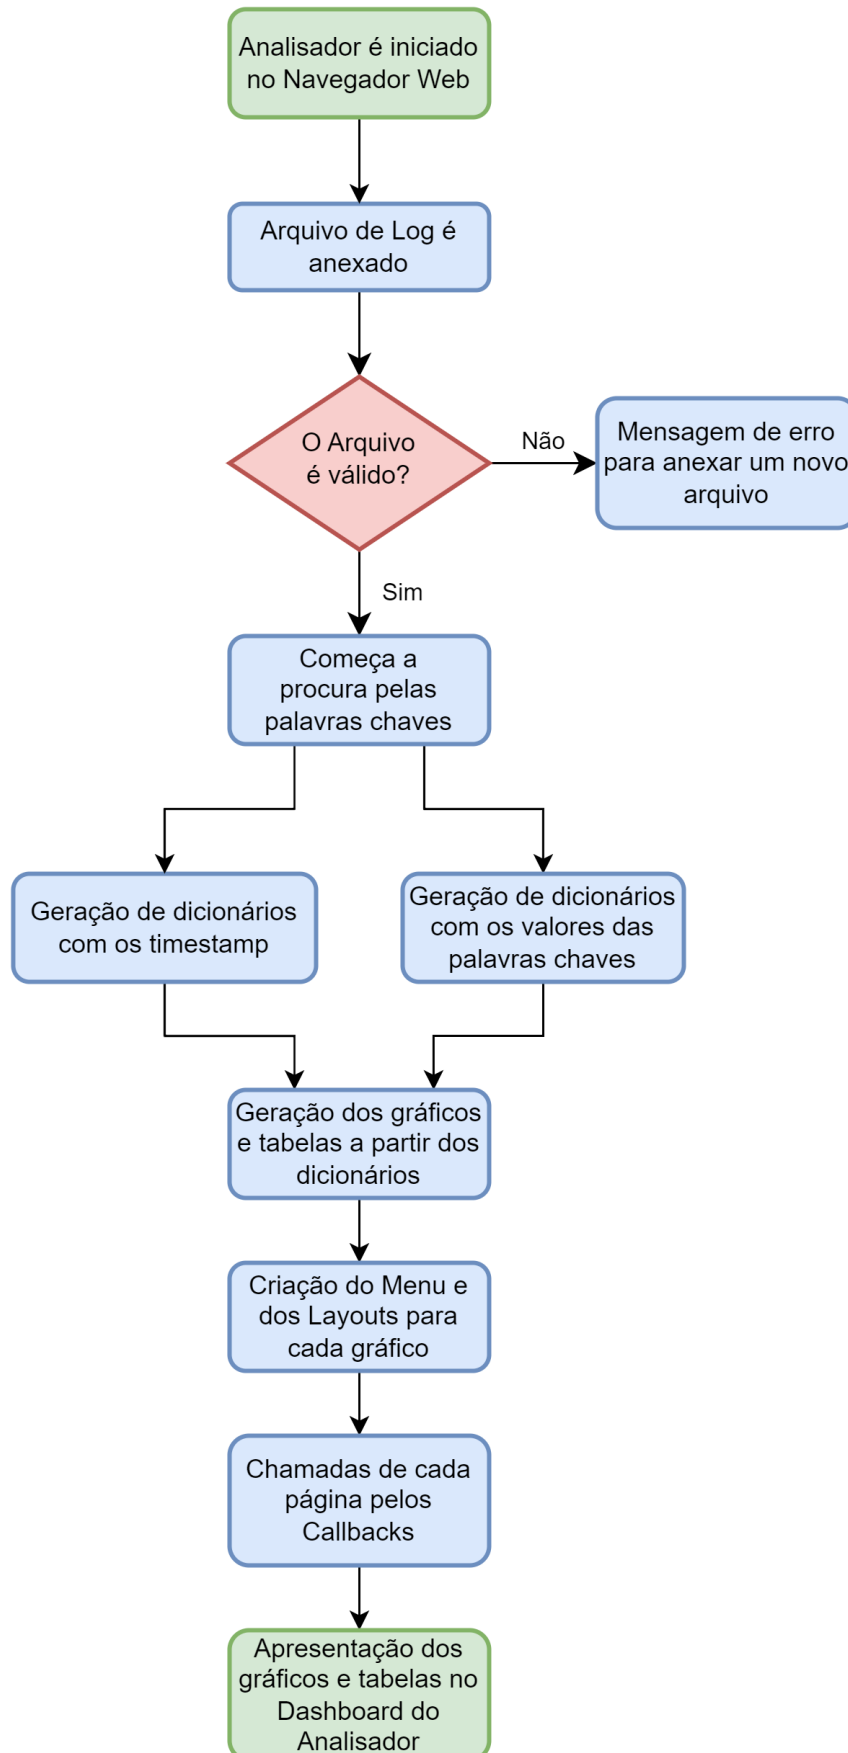 Analisador é iniciado
no Navegador Web
Arquivo de Log é
anexado
O Arquivo
é válido?
Não
Mensagem de erro
para anexar um novo
arquivo
Sim
Começa a
procura pelas
palavras chaves
Geração de dicionários
com os timestamp
Geração de dicionários
com os valores das
palavras chaves
Geração dos gráficos
e tabelas a partir dos
dicionários
Criação do Menu e
dos Layouts para
cada gráfico
Chamadas de cada
página pelos
Callbacks
Apresentação dos
gráficos e tabelas no
Dashboard do
Analisador